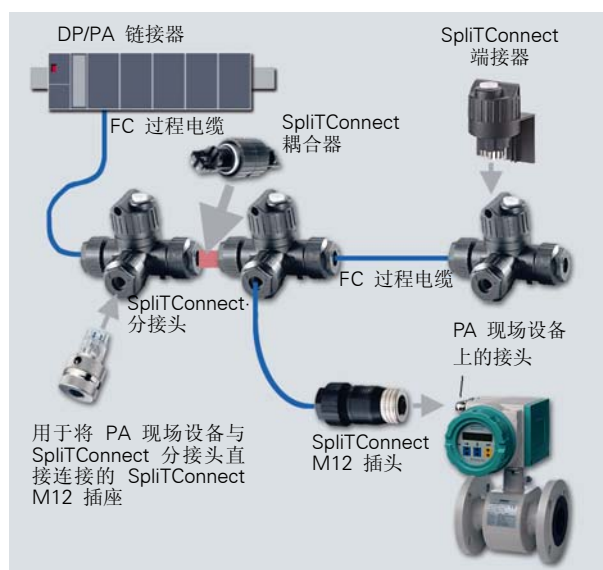 DP/PA 链接器
SpliTConnect
端接器
FC 过程电缆
SpliTConnect
耦合器
FC 过程电缆
SpliTConnect
分接头
PA 现场设备
上的接头
用于将 PA 现场设备与
SpliTConnect 分接头直
接连接的 SpliTConnect
M12 插座
SpliTConnect
M12 插头